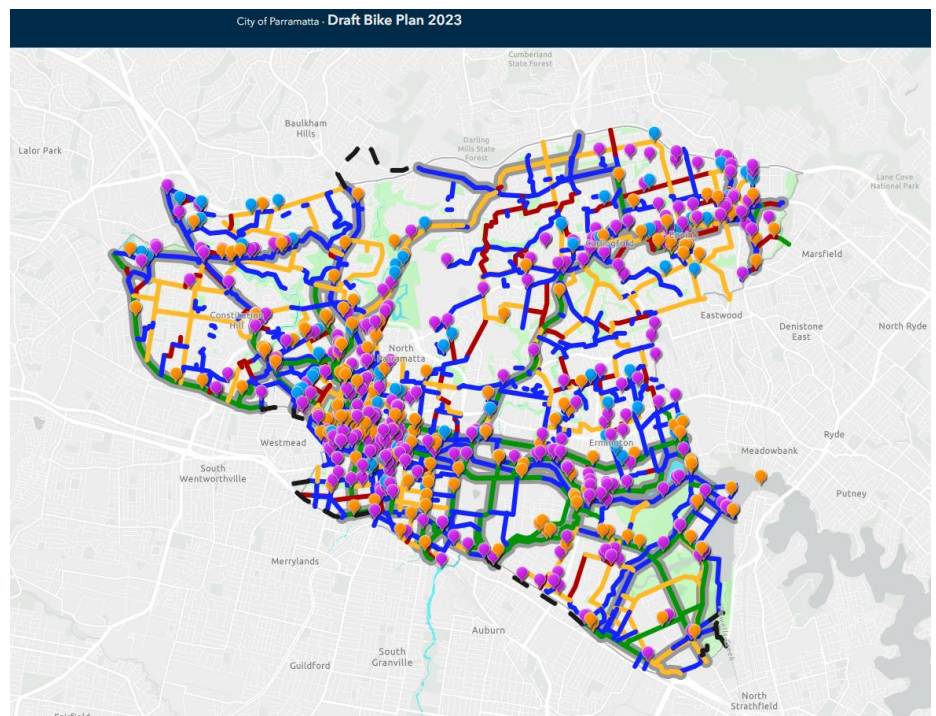 City of Parramatta - Draft Bike Plan 2023
Cumberland
State Forest
Baulkham
Hills
Lalor Park
Darling
Mills State
Forest
Lane Cove
National Park
Carlingford
Marsfield
Constitution
Hill
Eastwood
Denistone
East
North Ryde
North
Parramatta
Westmead
Ermington
Ryde
Meadowbank
South
Wentworthville
Putney
Merrylands
Auburn
South
Granville
Guildford
North
Strathfield
Fairfield